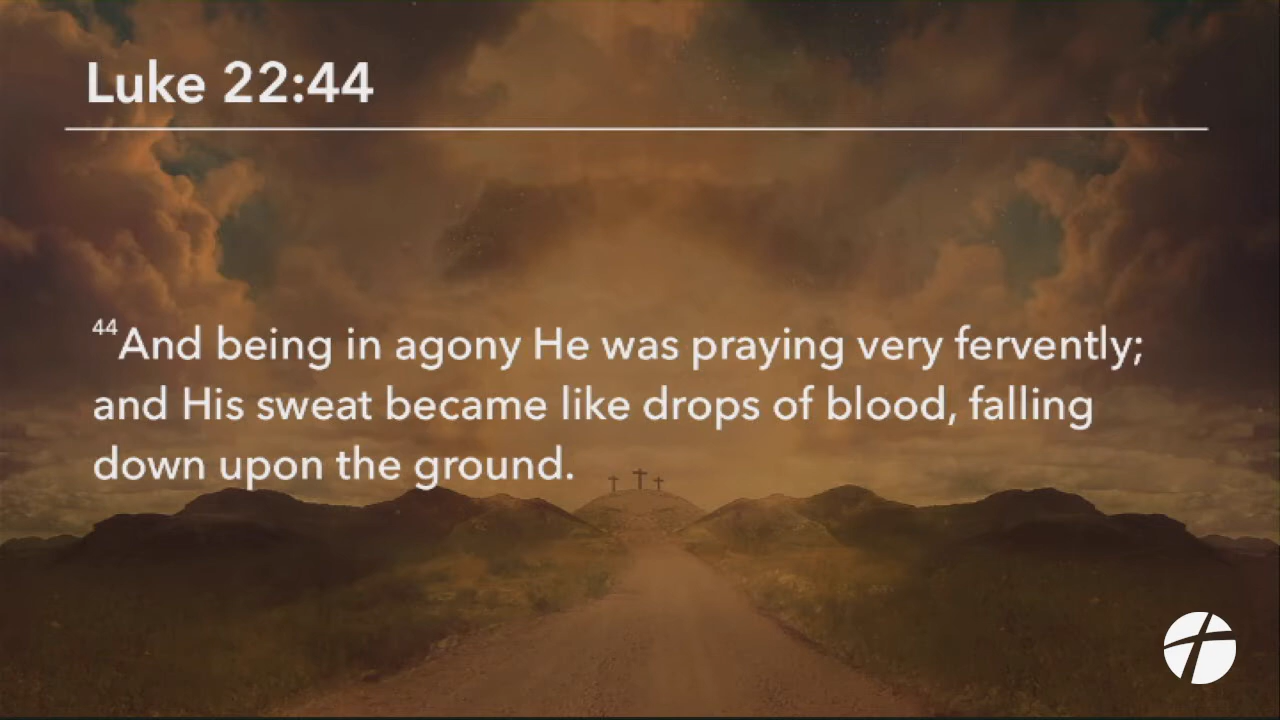 Luke 22:44
44And being in agony He was praying very fervently;
and His sweat became like drops of blood, falling
down upon the ground.